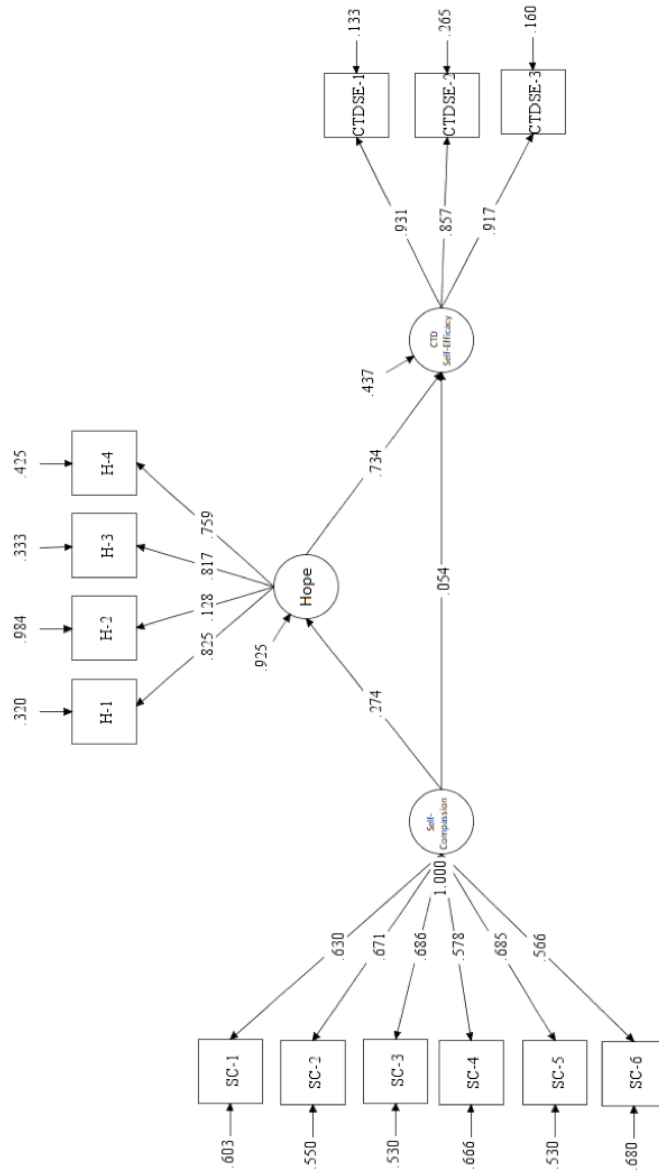 .320
.984
.333
.425
H-1
H-2
H-3
H-4
.825
.128
.817
.759
.925
Hope
.603
SC-1
.630
.550
SC-2
.671
.530
SC-3
.686
.666
SC-4
.578
.530
SC-5
.685
.680
SC-6
.566
1.000
Self-
Compassion
.274
.734
.054
.437
CTD
Self-Efficacy
.931
CTDSE-1
.133
.857
CTDSE-2
.265
.917
CTDSE-3
.160